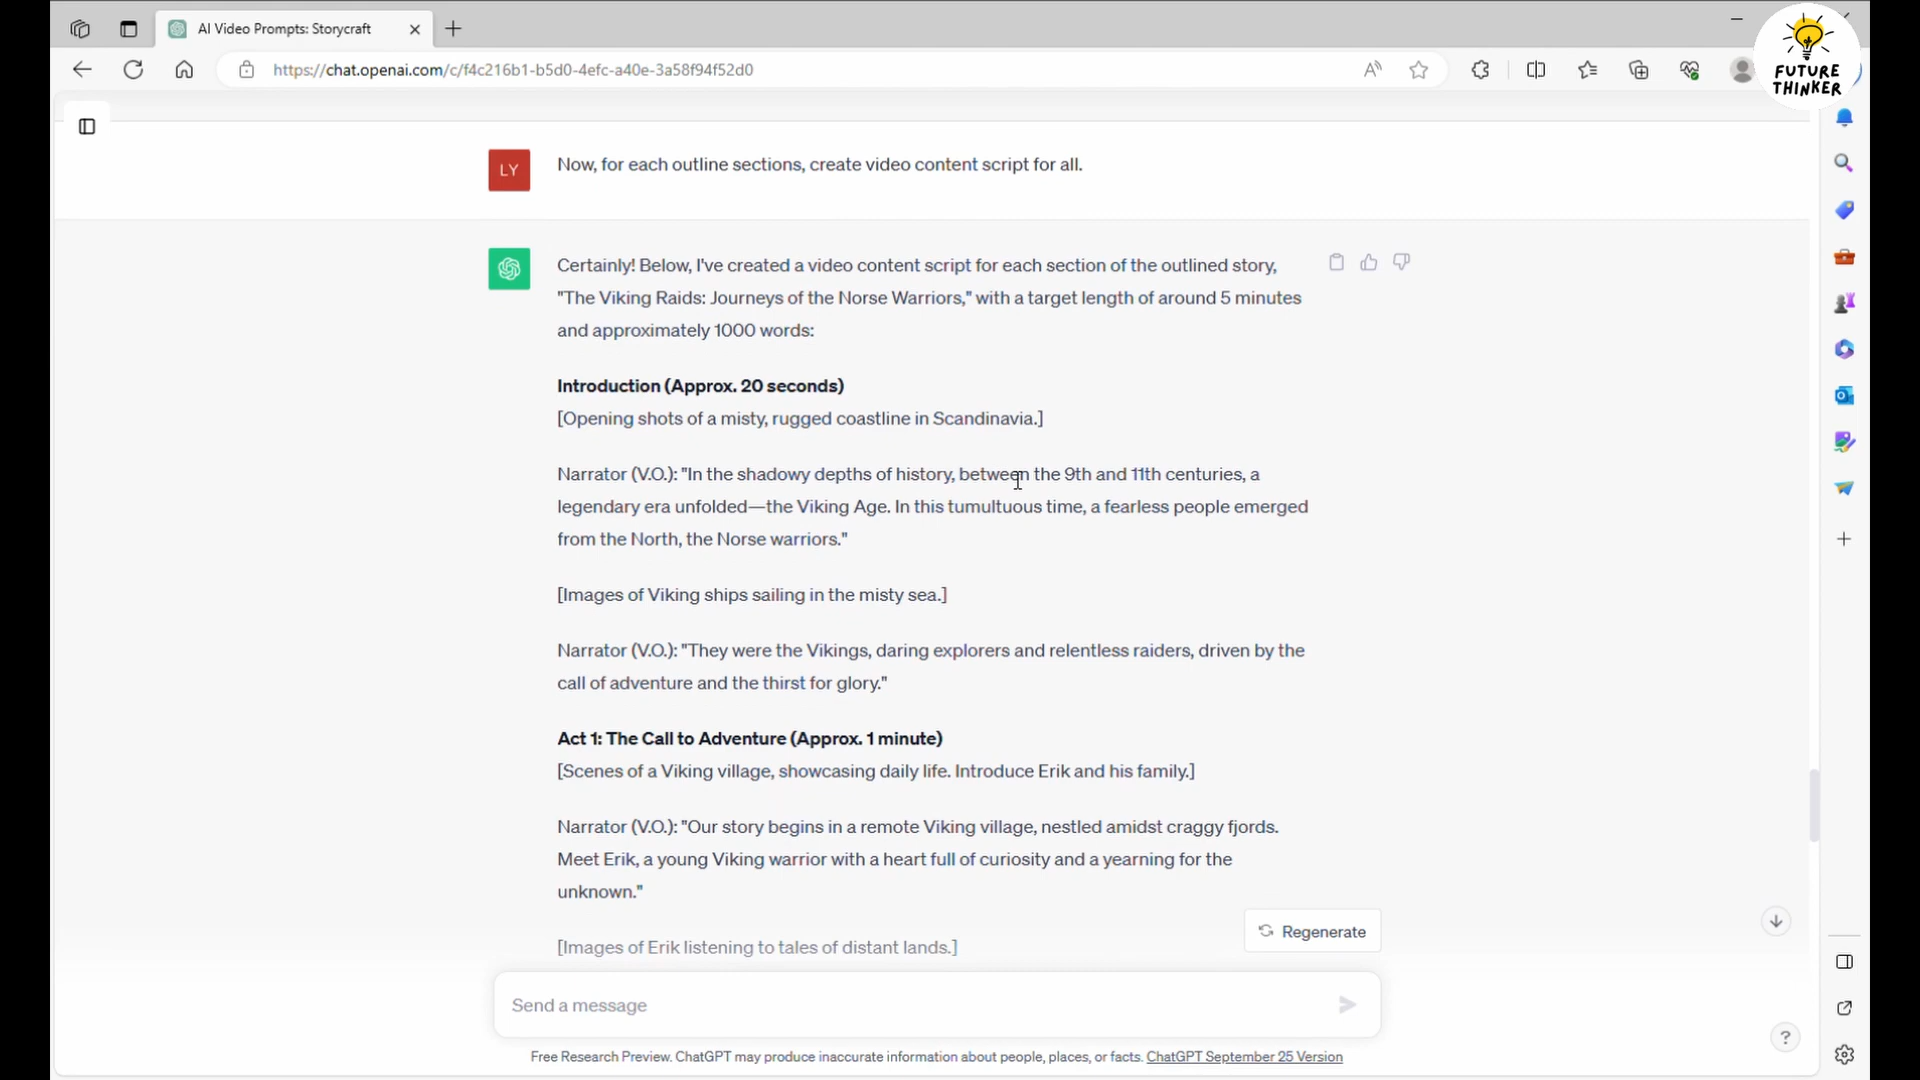 AI Video Prompts: Storycraft
https://chat.openai.com/c/f4c216b1-b5d0-4efc-a40e-3a58f94f52d0
FUTURE
THINKER
LY
Now, for each outline sections, create video content script for all.
Certainly! Below, I've created a video content script for each section of the outlined story,
"The Viking Raids: Journeys of the Norse Warriors," with a target length of around 5 minutes
and approximately 1000 words:
Introduction (Approx. 20 seconds)
[Opening shots of a misty, rugged coastline in Scandinavia.]
Narrator (V.O.): "In the shadowy depths of history, between the 9th and 11th centuries, a
legendary era unfolded—the Viking Age. In this tumultuous time, a fearless people emerged
from the North, the Norse warriors."
[Images of Viking ships sailing in the misty sea.]
Narrator (V.O.): "They were the Vikings, daring explorers and relentless raiders, driven by the
call of adventure and the thirst for glory."
Act 1: The Call to Adventure (Approx. 1 minute)
[Scenes of a Viking village, showcasing daily life. Introduce Erik and his family.]
Narrator (V.O.): "Our story begins in a remote Viking village, nestled amidst craggy fjords.
Meet Erik, a young Viking warrior with a heart full of curiosity and a yearning for the
unknown."
Regenerate
[Images of Erik listening to tales of distant lands.]
Send a message
Free Research Preview. ChatGPT may produce inaccurate information about people, places, or facts. ChatGPT September 25 Version